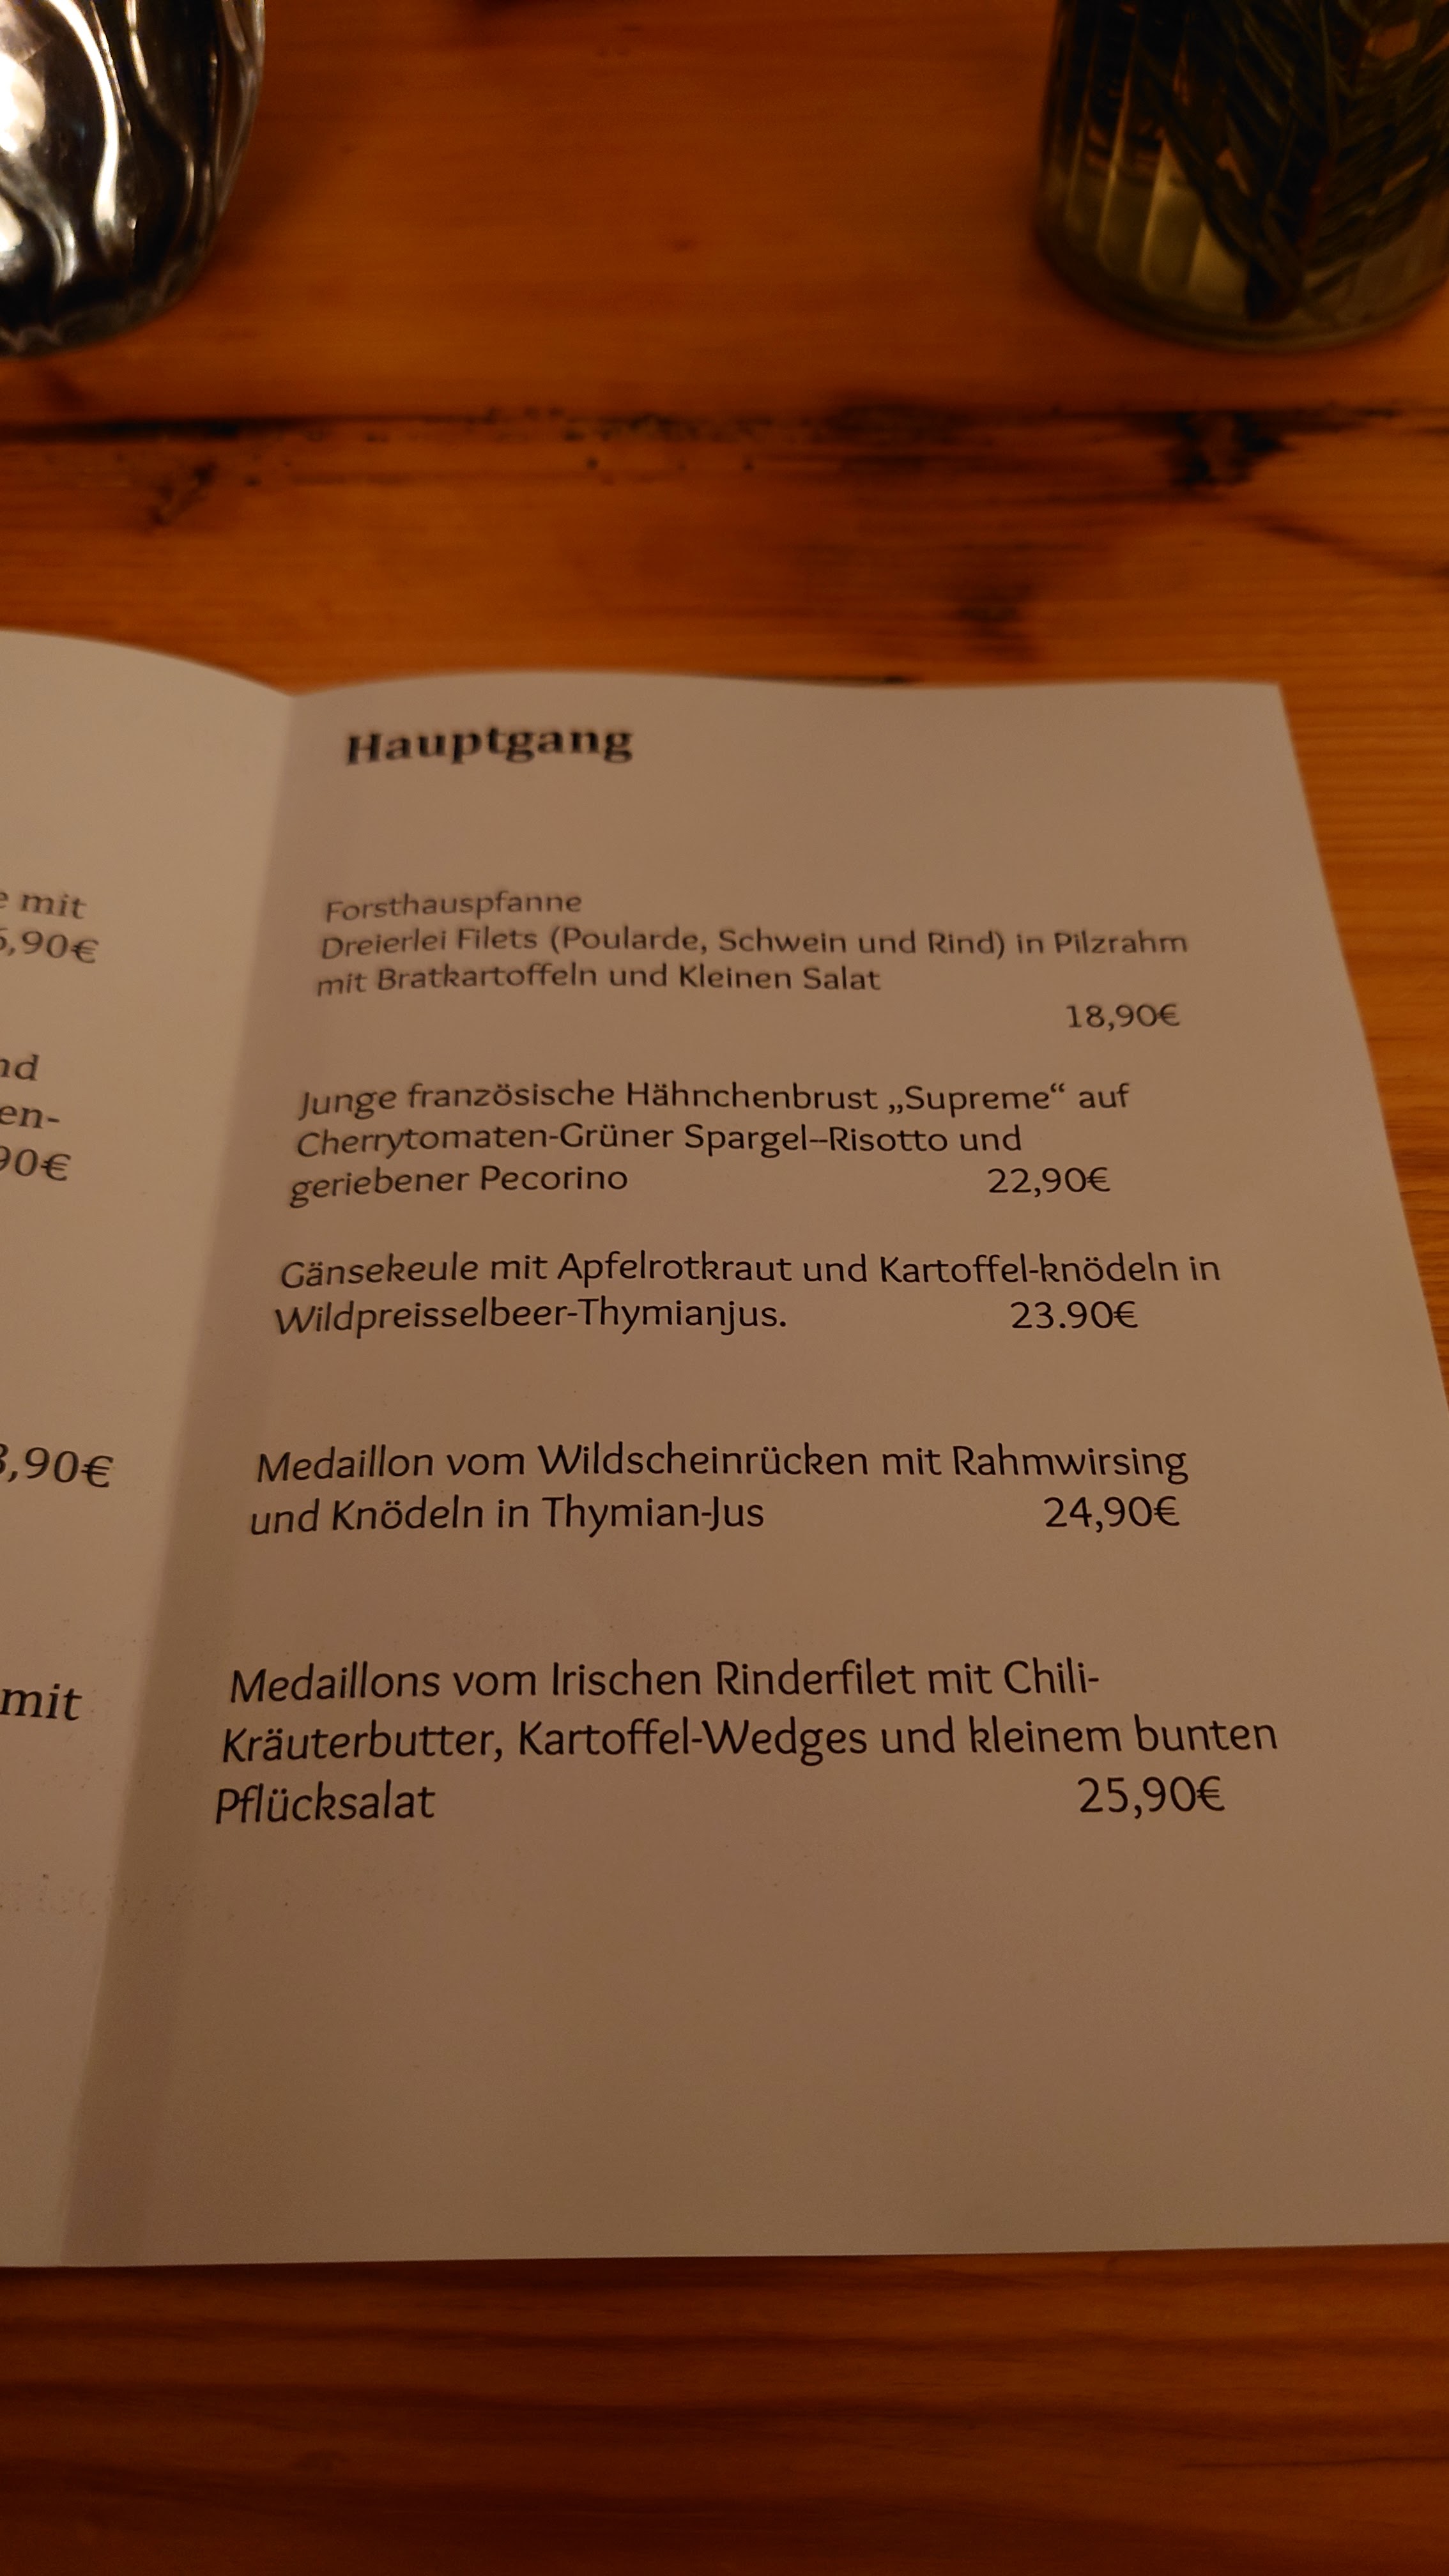 mit
,90€
nd
en-
90€
,90€
mit
Hauptgang
Forsthauspfanne
Dreierlei Filets (Poularde, Schwein und Rind) in Pilzrahm
mit Bratkartoffeln und Kleinen Salat
18,90€
Junge französische Hähnchenbrust „Supreme“ auf
Cherrytomaten-Grüner Spargel--Risotto und
geriebener Pecorino 22,90€
Gänsekeule mit Apfelrotkraut und Kartoffel-knödeln in
Wildpreisselbeer-Thymianjus. 23.90€
Medaillon vom Wildscheinrücken mit Rahmwirsing
und Knödeln in Thymian-Jus 24,90€
Medaillons vom Irischen Rinderfilet mit Chili-
Kräuterbutter, Kartoffel-Wedges und kleinem bunten
Pflücksalat 25,90€